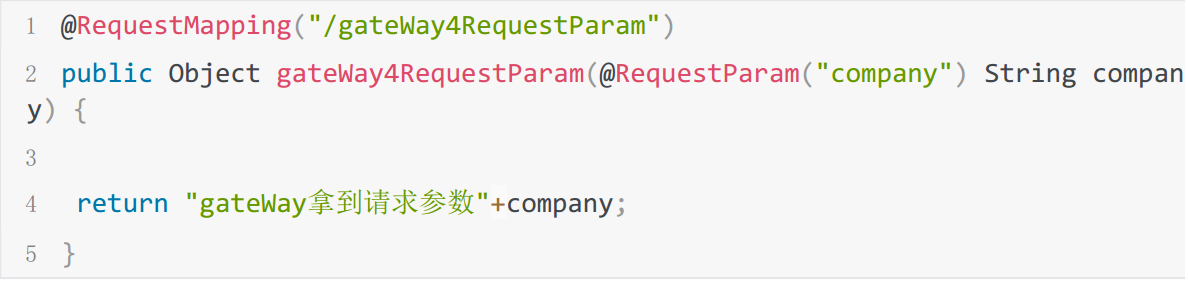 1 @RequestMapping("/gateWay4RequestParam")
2 public Object gateWay4RequestParam(@RequestParam("company") String compan
y) {
3
4 return "gateWay拿到请求参数"+company;
5 }